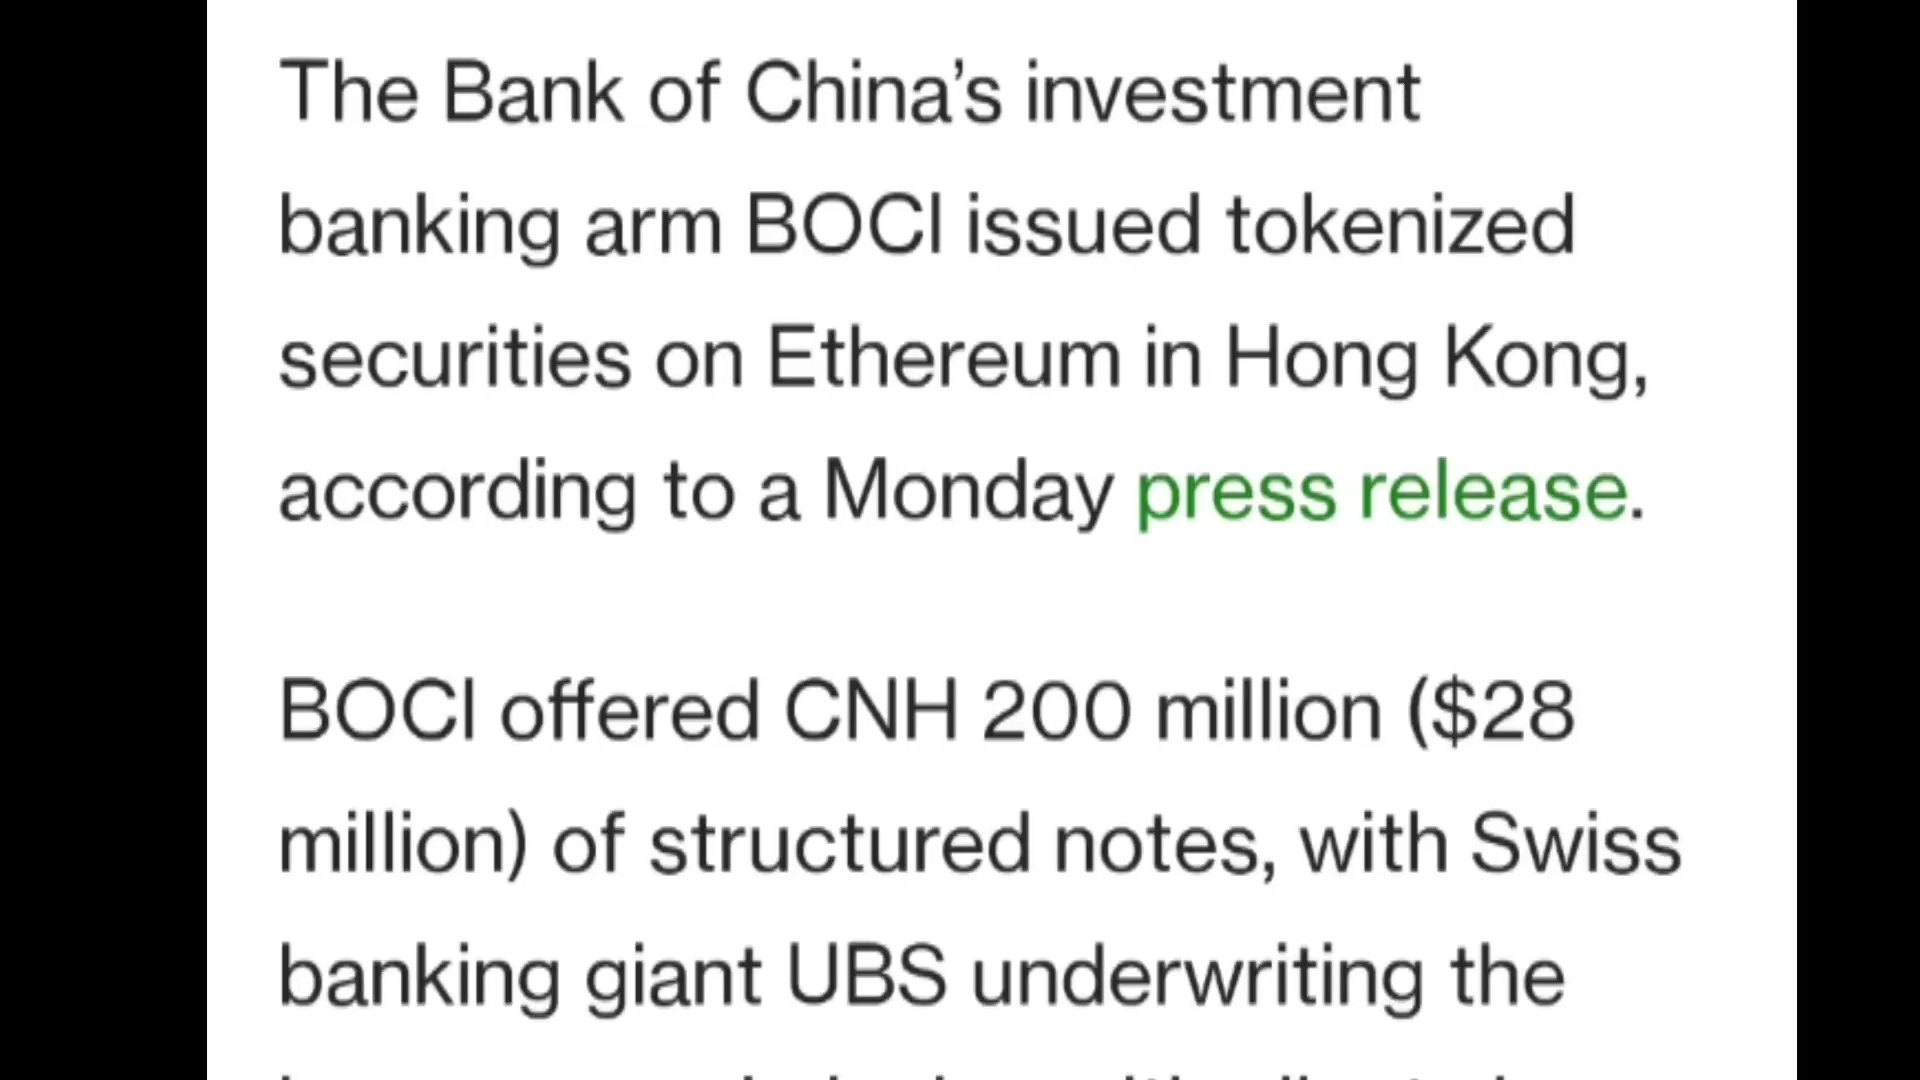 The Bank of China’s investment
banking arm BOCI issued tokenized
securities on Ethereum in Hong Kong,
according to a Monday press release.
BOCI offered CNH 200 million ($28
million) of structured notes, with Swiss
banking giant UBS underwriting the